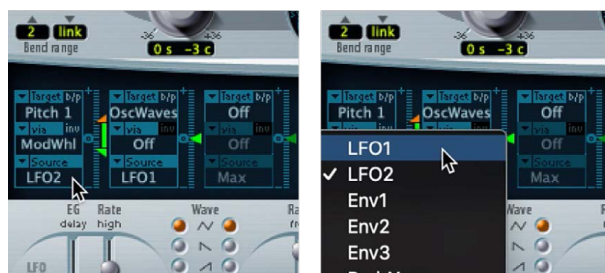 2 link
Bend range
-36 36
0 s -3 c
Target b/p Target b/p Target b/p
Pitch 1 OscWaves Off
via via inv via inv
ModWhl Off Off
Source Source Source
LFO2 LFO1 Max
EG Rate Wave
delay high
LFO
2 link
Bend range
-36 36
0 s -3 c
Target b/p Target b/p Target b/p
Pitch 1 OscWaves Off
via inv
Off
Max
LFO1
✓ LFO2
Env1
Env2
Env3
Wave